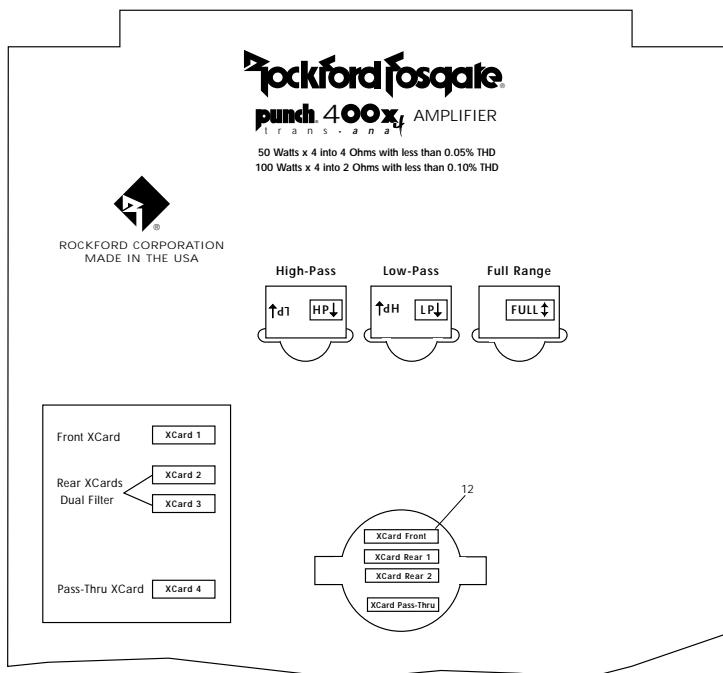 Rockford Fosgate®
punch® 400x4 AMPLIFIER
trans•ana
50 Watts x 4 into 4 Ohms with less than 0.05% THD
100 Watts x 4 into 2 Ohms with less than 0.10% THD
®
ROCKFORD CORPORATION
MADE IN THE USA
High-Pass Low-Pass Full Range
LP↑ HP↓ HP↑ LP↓ FULL↕
Front XCard XCard 1
Rear XCards
Dual Filter
XCard 2
XCard 3
Pass-Thru XCard XCard 4
12
XCard Front
XCard Rear 1
XCard Rear 2
XCard Pass-Thru